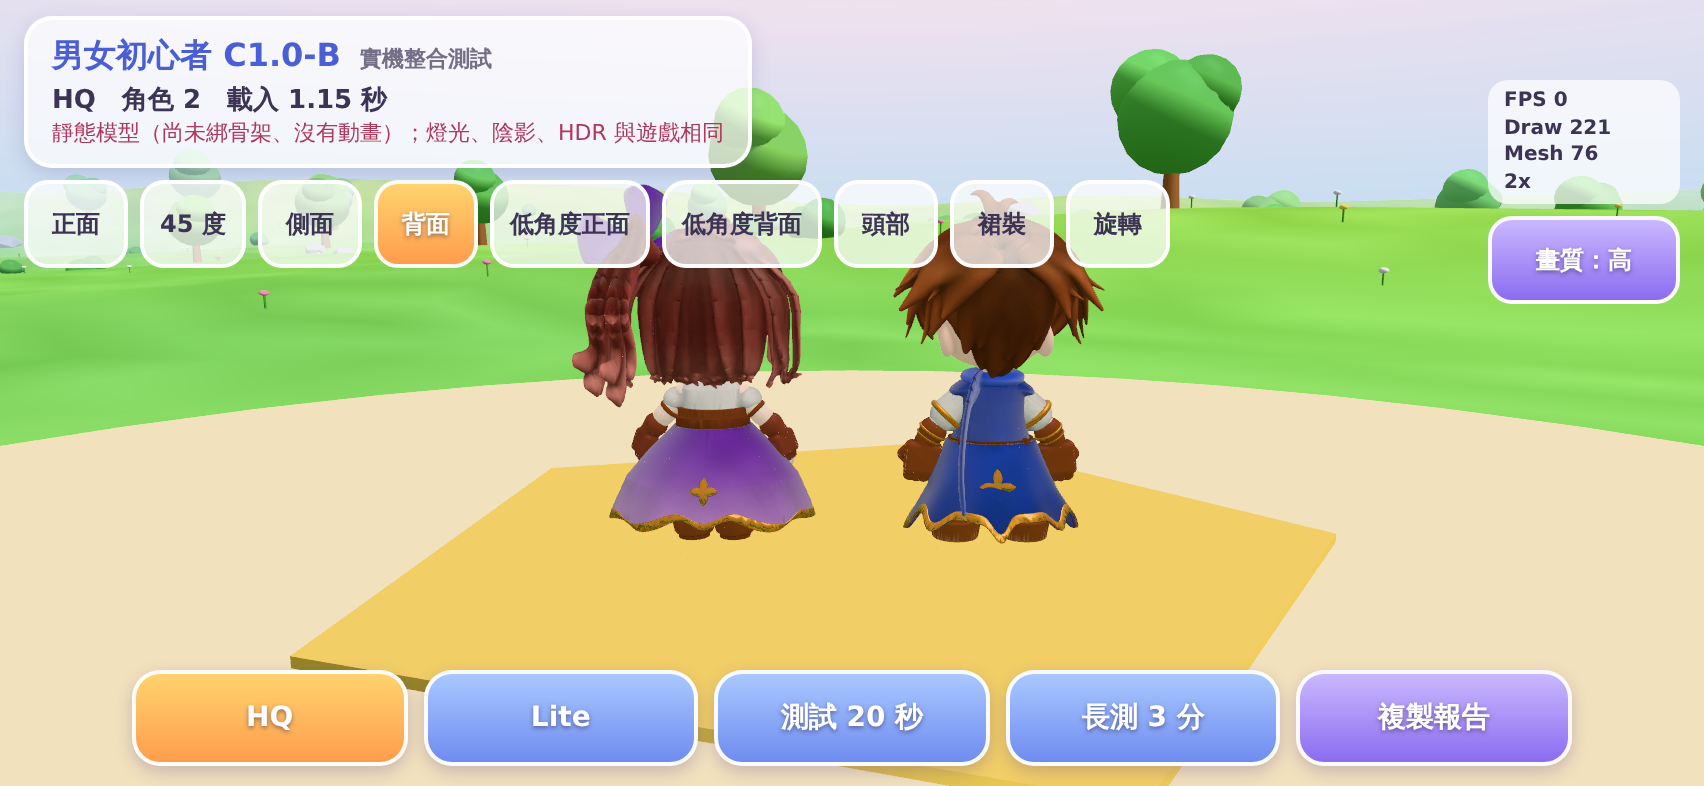 男女初心者 C1.0-B 實機整合測試
HQ 角色 2 載入 1.15 秒
靜態模型（尚未綁骨架、沒有動畫）；燈光、陰影、HDR 與遊戲相同
FPS 0
Draw 221
Mesh 76
2x
正面 45 度 側面 背面 低角度正面 低角度背面 頭部 裙裝 旋轉
畫質：高
HQ Lite 測試 20 秒 長測 3 分 複製報告